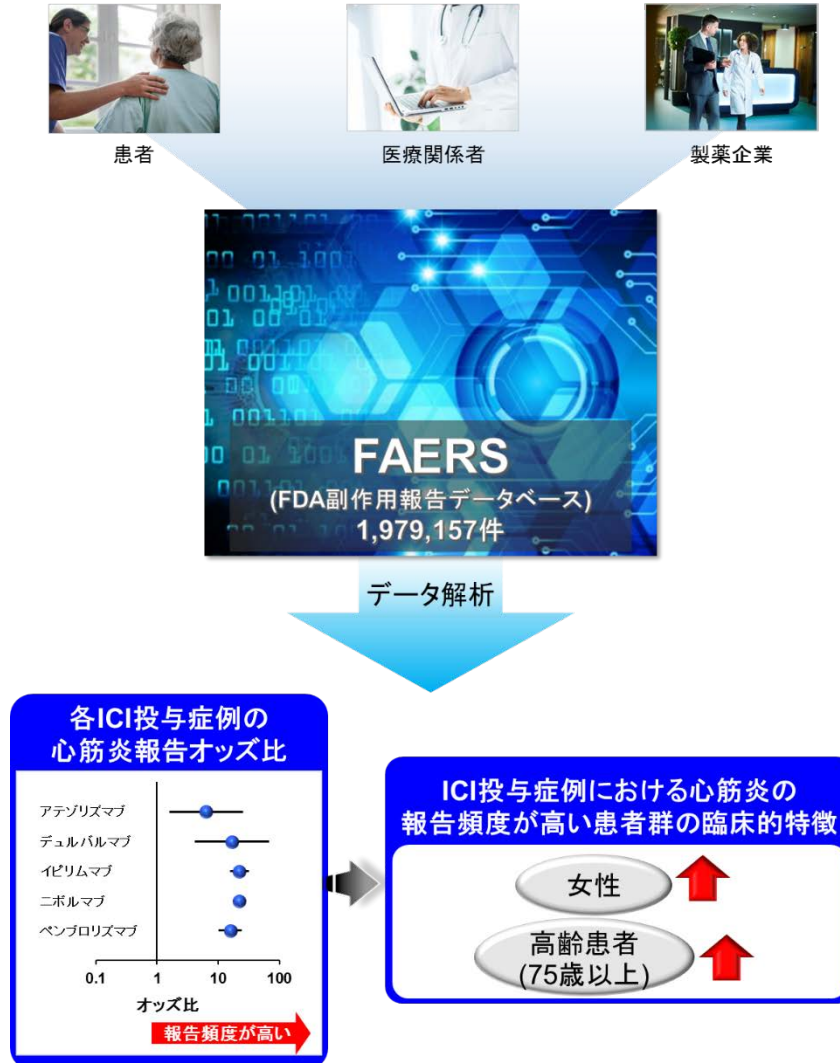 患者
医療関係者
製薬企業
FAERS
(FDA副作用報告データベース)
1,979,157件
データ解析
各ICI投与症例の
心筋炎報告オッズ比
アテゾリズマブ
デュルバルマブ
イピリムマブ
ニボルマブ
ペンブロリズマブ
0.1 1 10 100
オッズ比
報告頻度が高い
ICI投与症例における心筋炎の
報告頻度が高い患者群の臨床的特徴
女性
高齢患者
(75歳以上)